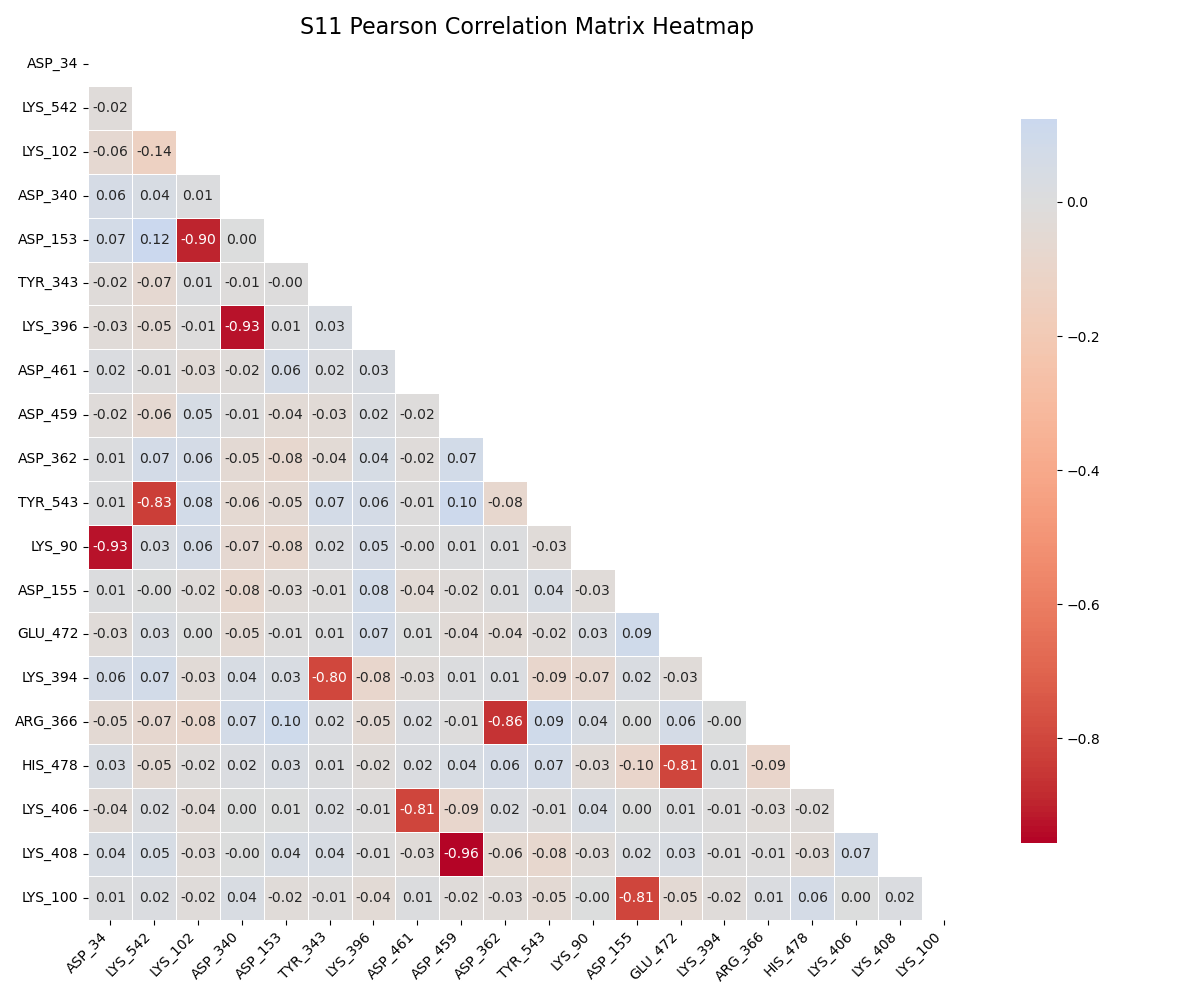 S11 Pearson Correlation Matrix Heatmap
ASP_34
LYS_542 -0.02
LYS_102 -0.06 -0.14
ASP_340 0.06 0.04 0.01
ASP_153 0.07 0.12 -0.90 0.00
TYR_343 -0.02 -0.07 0.01 -0.01 -0.00
LYS_396 -0.03 -0.05 -0.01 -0.93 0.01 0.03
ASP_461 0.02 -0.01 -0.03 -0.02 0.06 0.02 0.03
ASP_459 -0.02 -0.06 0.05 -0.01 -0.04 -0.03 0.02 -0.02
ASP_362 0.01 0.07 0.06 -0.05 -0.08 -0.04 0.04 -0.02 0.07
TYR_543 0.01 -0.83 0.08 -0.06 -0.05 0.07 0.06 -0.01 0.10 -0.08
LYS_90 -0.93 0.03 0.06 -0.07 -0.08 0.02 0.05 -0.00 0.01 0.01 -0.03
ASP_155 0.01 -0.00 -0.02 -0.08 -0.03 -0.01 0.08 -0.04 -0.02 0.01 0.04 -0.03
GLU_472 -0.03 0.03 0.00 -0.05 -0.01 0.01 0.07 0.01 -0.04 -0.04 -0.02 0.03 0.09
LYS_394 0.06 0.07 -0.03 0.04 0.03 -0.80 -0.08 -0.03 0.01 0.01 -0.09 -0.07 0.02 -0.03
ARG_366 -0.05 -0.07 -0.08 0.07 0.10 0.02 -0.05 0.02 -0.01 -0.86 0.09 0.04 0.00 0.06 -0.00
HIS_478 0.03 -0.05 -0.02 0.02 0.03 0.01 -0.02 0.02 0.04 0.06 0.07 -0.03 -0.10 -0.81 0.01 -0.09
LYS_406 -0.04 0.02 -0.04 0.00 0.01 0.02 -0.01 -0.81 -0.09 0.02 -0.01 0.04 0.00 0.01 -0.01 -0.03 -0.02
LYS_408 0.04 0.05 -0.03 -0.00 0.04 0.04 -0.01 -0.03 -0.96 -0.06 -0.08 -0.03 0.02 0.03 -0.01 -0.01 -0.03 0.07
LYS_100 0.01 0.02 -0.02 0.04 -0.02 -0.01 -0.04 0.01 -0.02 -0.03 -0.05 -0.00 -0.81 -0.05 -0.02 0.01 0.06 0.00 0.02
ASP_34 LYS_542 LYS_102 ASP_340 ASP_153 TYR_343 LYS_396 ASP_461 ASP_459 ASP_362 TYR_543 LYS_90 ASP_155 GLU_472 LYS_394 ARG_366 HIS_478 LYS_406 LYS_408 LYS_100
0.0
−0.2
−0.4
−0.6
−0.8